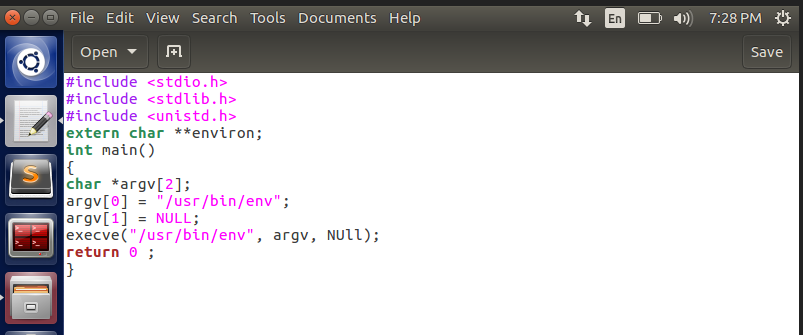 File Edit View Search Tools Documents Help En 7:28 PM
Open Save
#include <stdio.h>
#include <stdlib.h>
#include <unistd.h>
extern char **environ;
int main()
{
char *argv[2];
argv[0] = "/usr/bin/env";
argv[1] = NULL;
execve("/usr/bin/env", argv, NUll);
return 0 ;
}